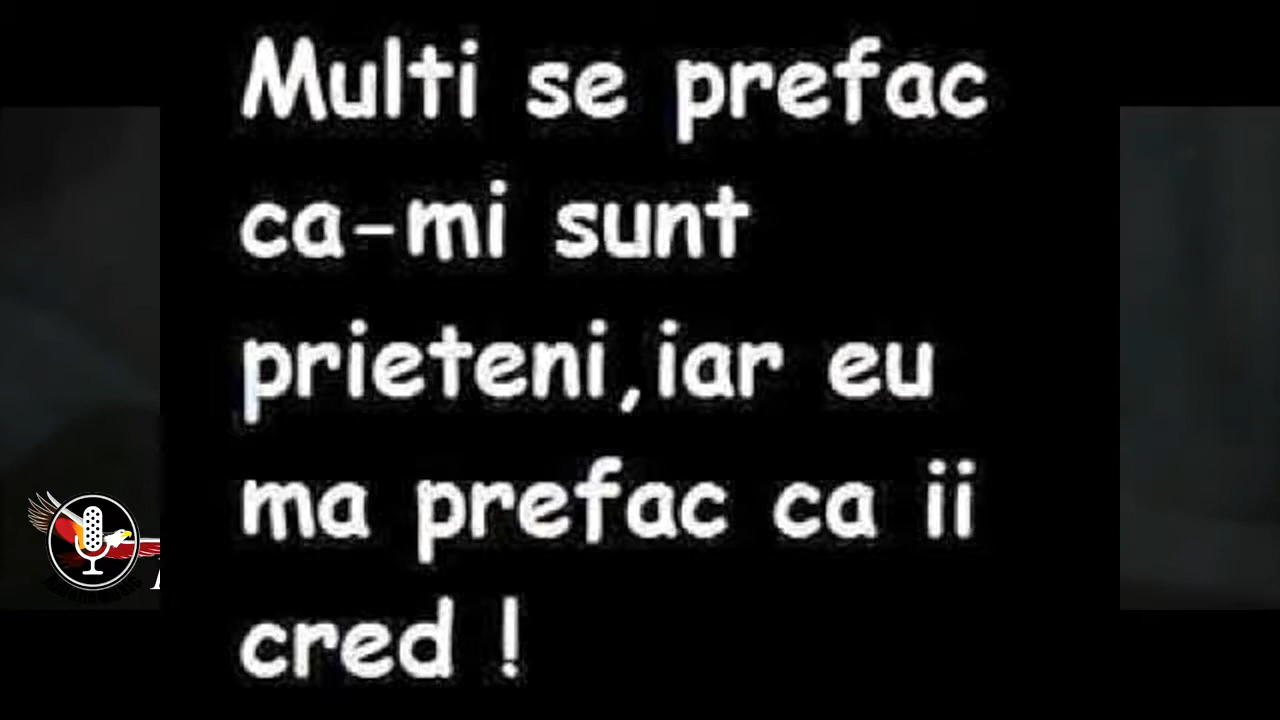 Multi se prefac
ca-mi sunt
prieteni,iar eu
ma prefac ca ii
cred !